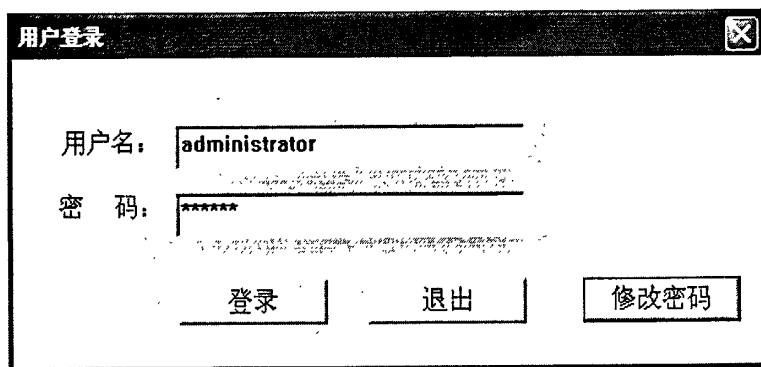 用户登录
用户名： administrator
密 码： ******
登录 退出 修改密码